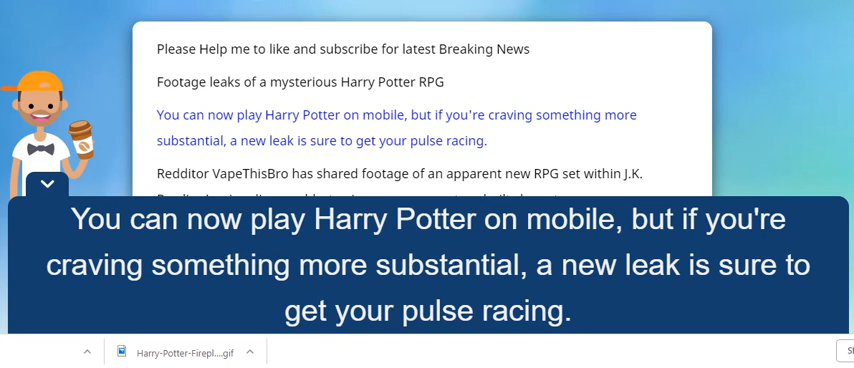 Please Help me to like and subscribe for latest Breaking News
Footage leaks of a mysterious Harry Potter RPG
You can now play Harry Potter on mobile, but if you're craving something more
substantial, a new leak is sure to get your pulse racing.
Redditor VapeThisBro has shared footage of an apparent new RPG set within J.K.
You can now play Harry Potter on mobile, but if you're
craving something more substantial, a new leak is sure to
get your pulse racing.
Harry-Potter-Firepl....gif